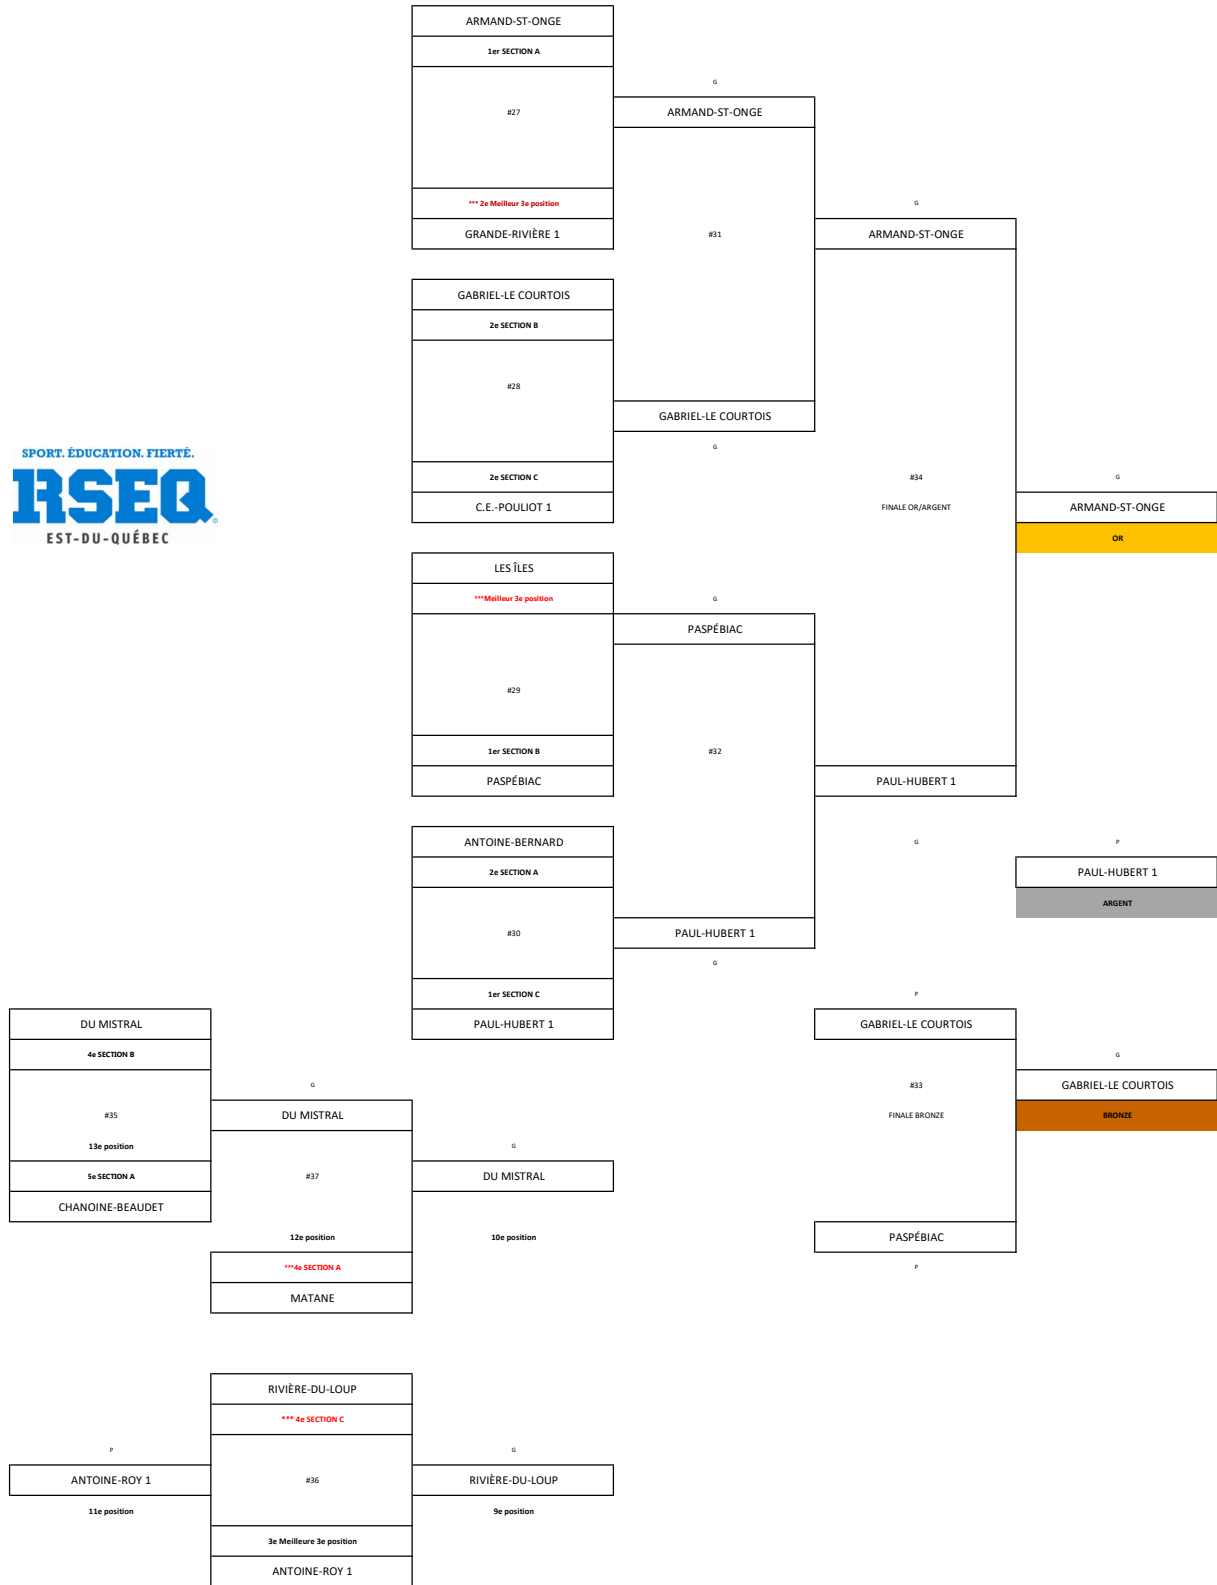 ARMAND-ST-ONGE
1er SECTION A
G
#27
ARMAND-ST-ONGE
*** 2e Meilleur 3e position
G
GRANDE-RIVIÈRE 1
#31
ARMAND-ST-ONGE
GABRIEL-LE COURTOIS
2e SECTION B
#28
GABRIEL-LE COURTOIS
G
SPORT. ÉDUCATION. FIERTÉ.
RSEQ
EST-DU-QUÉBEC
2e SECTION C
#34
G
C.E.-POULIOT 1
FINALE OR/ARGENT
ARMAND-ST-ONGE
OR
LES ÎLES
***Meilleur 3e position
G
PASPÉBIAC
#29
1er SECTION B
#32
PASPÉBIAC
PAUL-HUBERT 1
ANTOINE-BERNARD
G
P
2e SECTION A
PAUL-HUBERT 1
ARGENT
#30
PAUL-HUBERT 1
G
1er SECTION C
P
DU MISTRAL
PAUL-HUBERT 1
GABRIEL-LE COURTOIS
4e SECTION B
G
G
#33
GABRIEL-LE COURTOIS
#35
DU MISTRAL
FINALE BRONZE
BRONZE
13e position
G
5e SECTION A
#37
DU MISTRAL
CHANOINE-BEAUDET
12e position
10e position
PASPÉBIAC
***4e SECTION A
P
MATANE
RIVIÈRE-DU-LOUP
*** 4e SECTION C
P
G
ANTOINE-ROY 1
#36
RIVIÈRE-DU-LOUP
11e position
9e position
3e Meilleure 3e position
ANTOINE-ROY 1